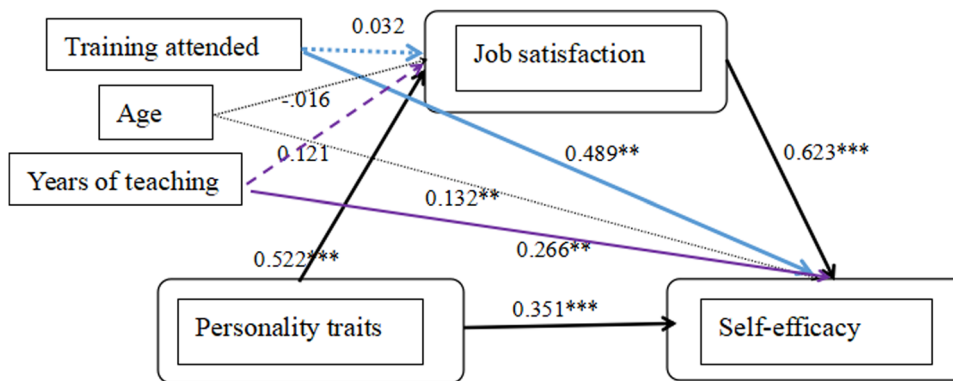 Training attended
0.032
Job satisfaction
Age
-.016
Years of teaching
0.121
0.489**
0.623***
0.132**
0.266**
0.522***
Personality traits
0.351***
Self-efficacy